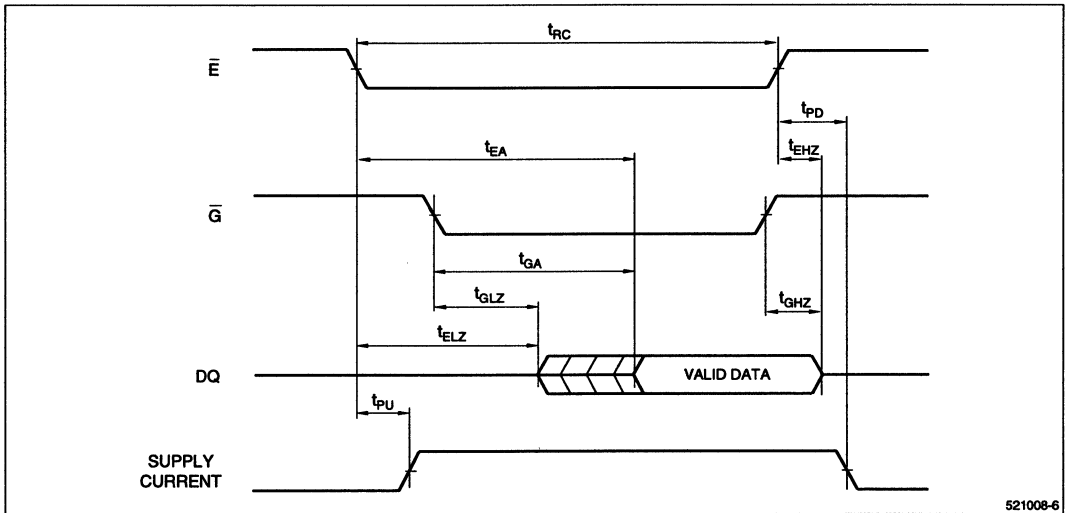 tRC
E̅
tPD
tEA
tEHZ
G̅
tGA
tGLZ
tGHZ
tELZ
DQ
VALID DATA
tPU
SUPPLY
CURRENT
521008-6